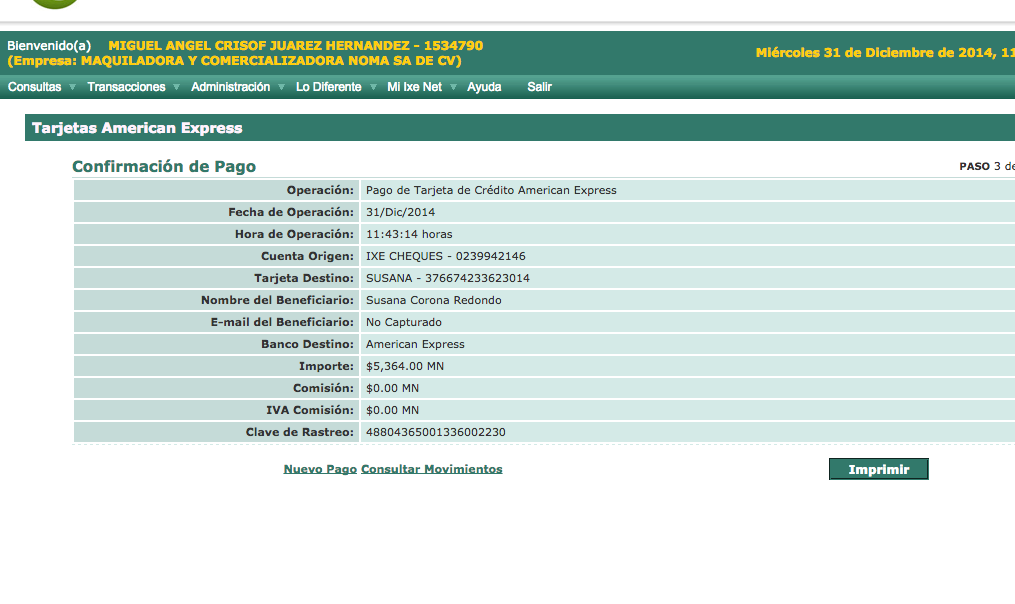 Bienvenido(a) MIGUEL ANGEL CRISOF JUAREZ HERNANDEZ - 1534790
(Empresa: MAQUILADORA Y COMERCIALIZADORA NOMA SA DE CV)
Miércoles 31 de Diciembre de 2014, 11
Consultas Transacciones Administración Lo Diferente Mi Ixe Net Ayuda Salir
Tarjetas American Express
Confirmación de Pago
PASO 3 de
Operación: Pago de Tarjeta de Crédito American Express
Fecha de Operación: 31/Dic/2014
Hora de Operación: 11:43:14 horas
Cuenta Origen: IXE CHEQUES - 0239942146
Tarjeta Destino: SUSANA - 376674233623014
Nombre del Beneficiario: Susana Corona Redondo
E-mail del Beneficiario: No Capturado
Banco Destino: American Express
Importe: $5,364.00 MN
Comisión: $0.00 MN
IVA Comisión: $0.00 MN
Clave de Rastreo: 48804365001336002230
Nuevo Pago Consultar Movimientos
Imprimir